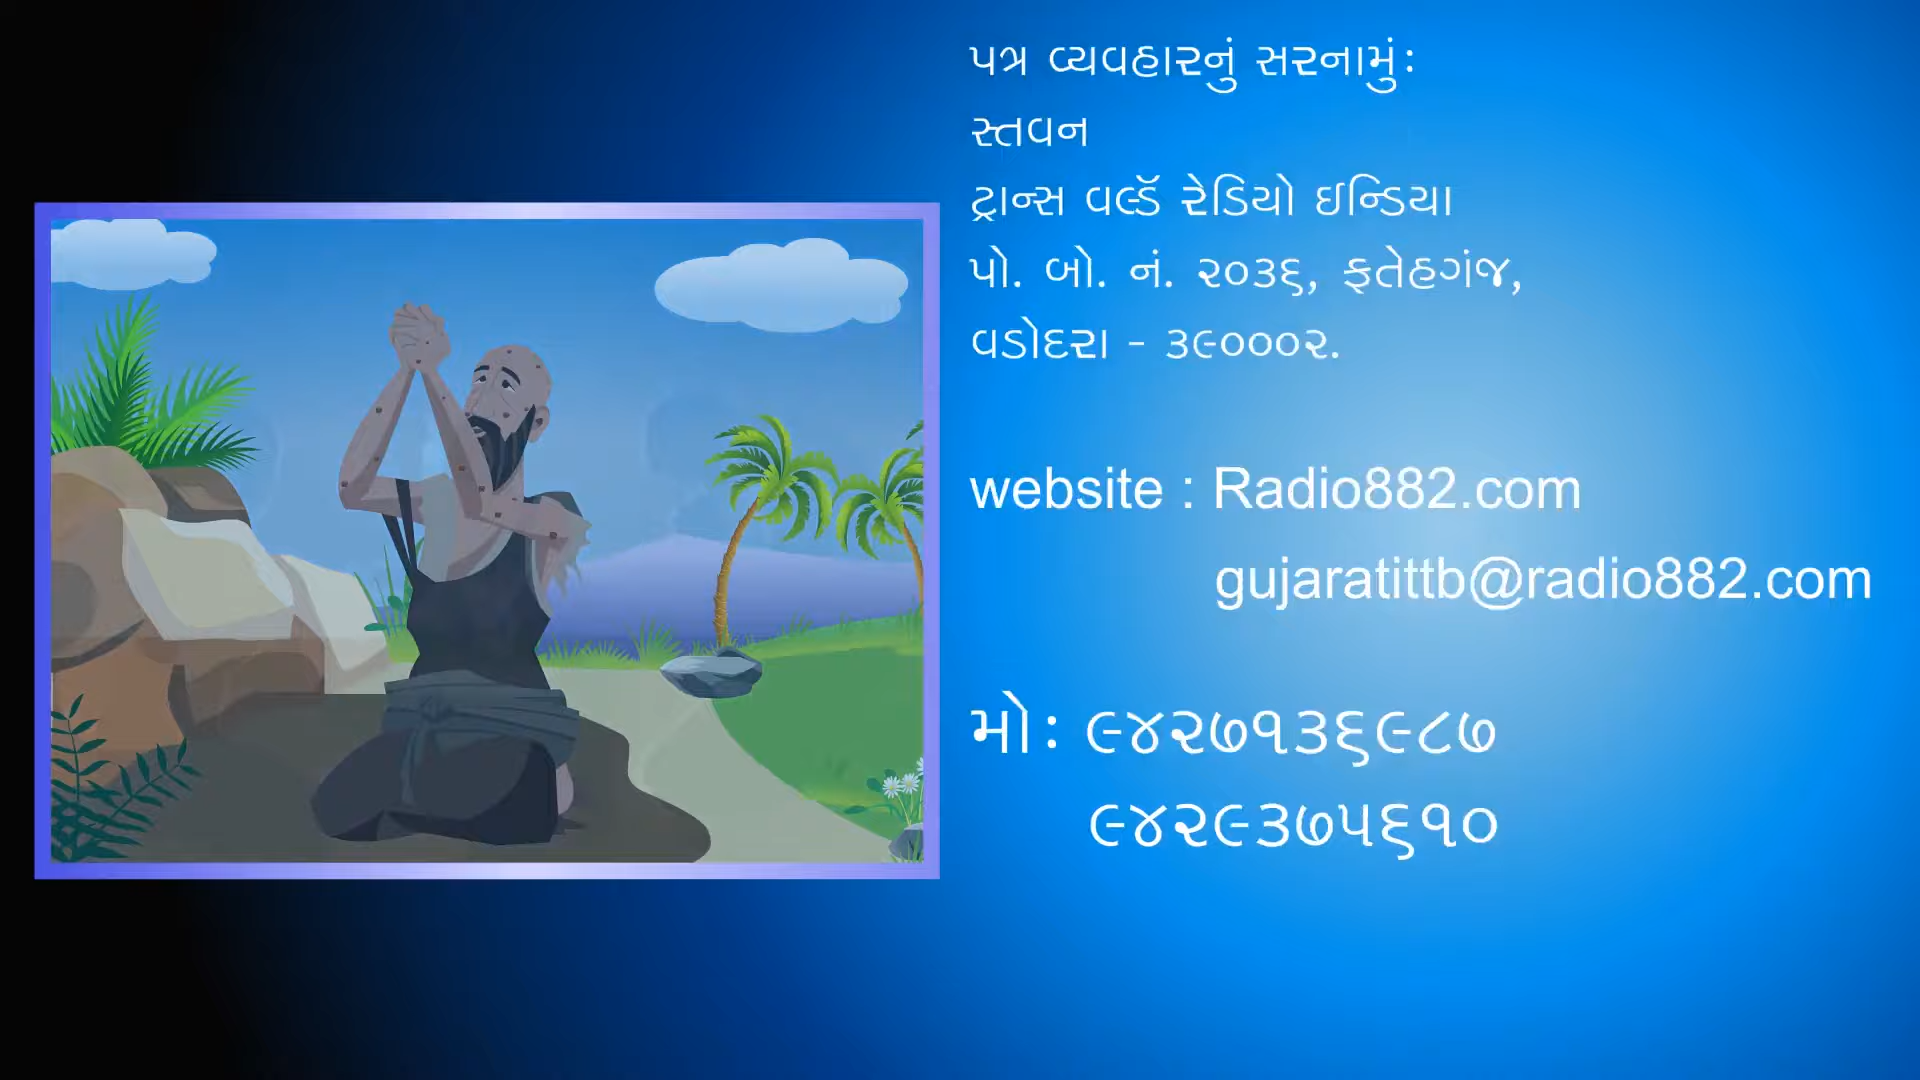 પત્ર વ્યવહારનું સરનામું:
સ્તવન
ટ્રાન્સ વર્લ્ડ રેડિયો ઇન્ડિયા
પો. બો. નં. ૨૦૩૬, ફતેહગંજ,
વડોદરા - ૩૯૦૦૦૨.
website : Radio882.com
gujaratittb@radio882.com
મો: ૯૪૨૭૧૩૬૯૮૭
૯૪૨૯૩૭૫૬૧૦